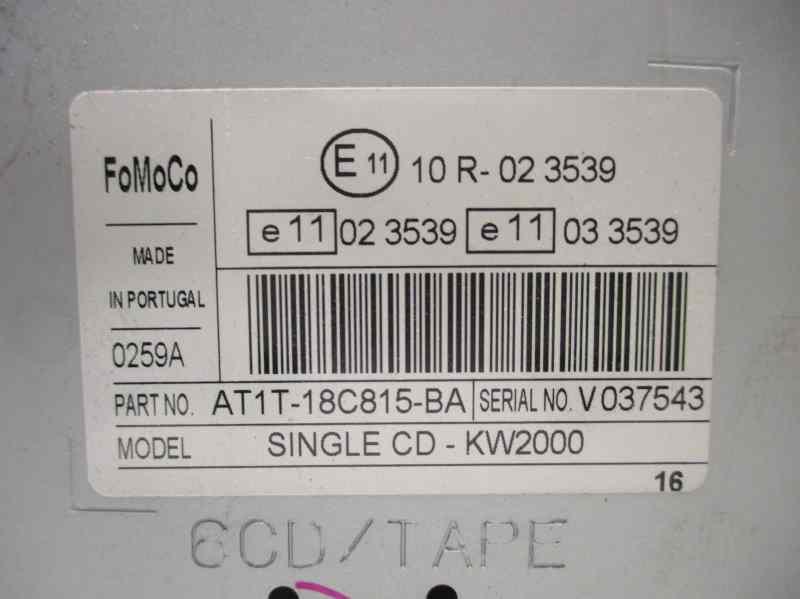 FoMoCo
MADE
IN PORTUGAL
0259A
E 11 10 R- 02 3539
e 11 02 3539 e 11 03 3539
PART NO. AT1T-18C815-BA SERIAL NO. V 037543
MODEL SINGLE CD - KW2000
16
6CD/TAPE